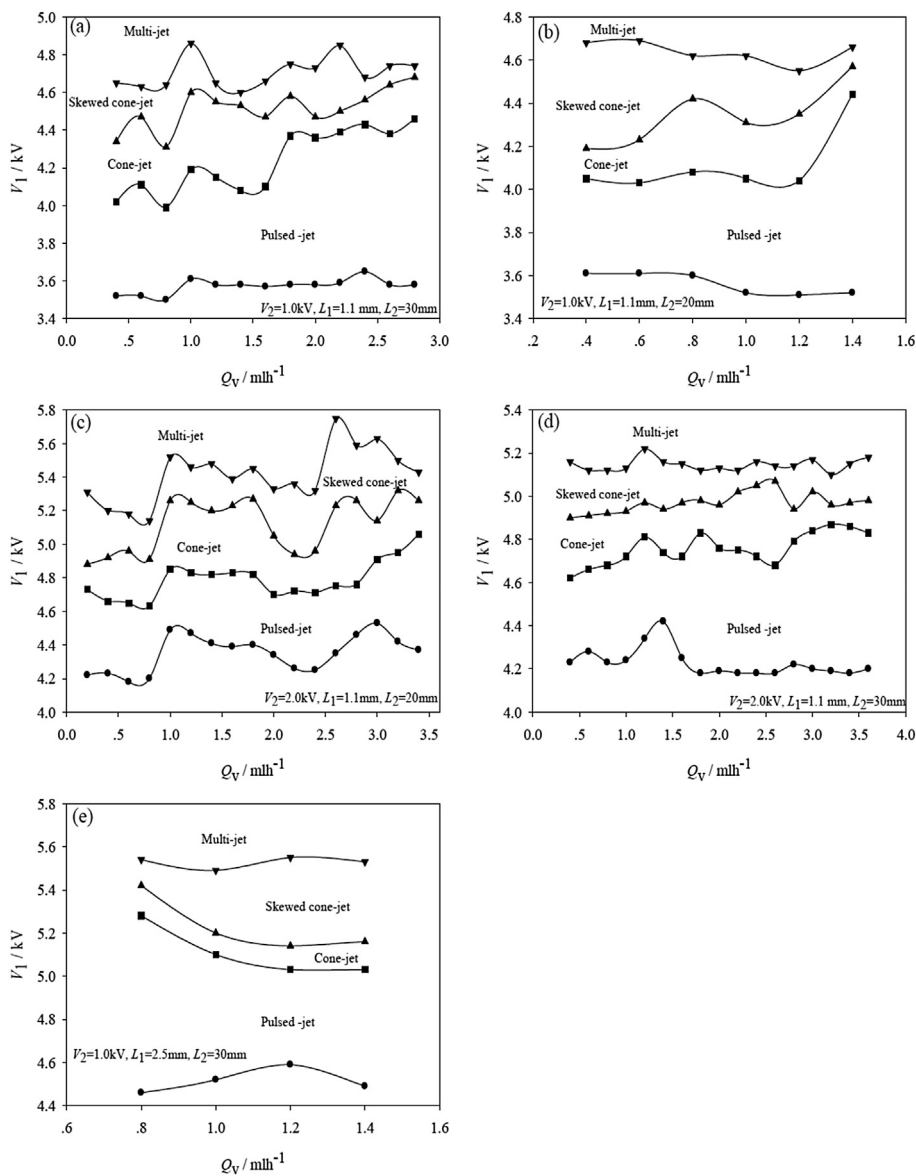 (a)
5.0
4.8
4.6
4.4
4.2
4.0
3.8
3.6
3.4
V1 / kV
Multi-jet
Skewed cone-jet
Cone-jet
Pulsed -jet
V2=1.0kV, L1=1.1 mm, L2=30mm
0.0 .5 1.0 1.5 2.0 2.5 3.0
Qv / mlh-1
(b)
4.8
4.6
4.4
4.2
4.0
3.8
3.6
3.4
V1 / kV
Multi-jet
Skewed cone-jet
Cone-jet
Pulsed -jet
V2=1.0kV, L1=1.1mm, L2=20mm
.2 .4 .6 .8 1.0 1.2 1.4 1.6
Qv / mlh-1
(c)
5.8
5.6
5.4
5.2
5.0
4.8
4.6
4.4
4.2
4.0
V1 / kV
Multi-jet
Skewed cone-jet
Cone-jet
Pulsed-jet
V2=2.0kV, L1=1.1mm, L2=20mm
0.0 .5 1.0 1.5 2.0 2.5 3.0 3.5
Qv / mlh-1
(d)
5.4
5.2
5.0
4.8
4.6
4.4
4.2
4.0
V1 / kV
Multi-jet
Skewed cone-jet
Cone-jet
Pulsed -jet
V2=2.0kV, L1=1.1 mm, L2=30mm
0.0 .5 1.0 1.5 2.0 2.5 3.0 3.5 4.0
Qv / mlh-1
(e)
5.8
5.6
5.4
5.2
5.0
4.8
4.6
4.4
V1 / kV
Multi-jet
Skewed cone-jet
Cone-jet
Pulsed -jet
V2=1.0kV, L1=2.5mm, L2=30mm
.6 .8 1.0 1.2 1.4 1.6
Qv / mlh-1